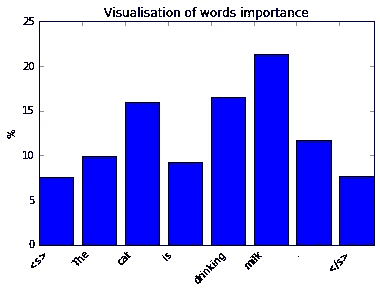 Visualisation of words importance
%
25
20
15
10
5
0
<s>
The
cat
is
drinking
milk
.
</s>